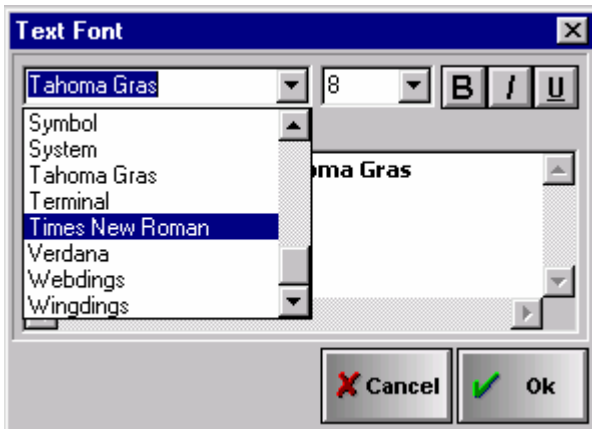 Text Font
Tahoma Gras 8 B I U
Symbol
System
Tahoma Gras
Terminal
Times New Roman
Verdana
Webdings
Wingdings
ma Gras
Cancel Ok